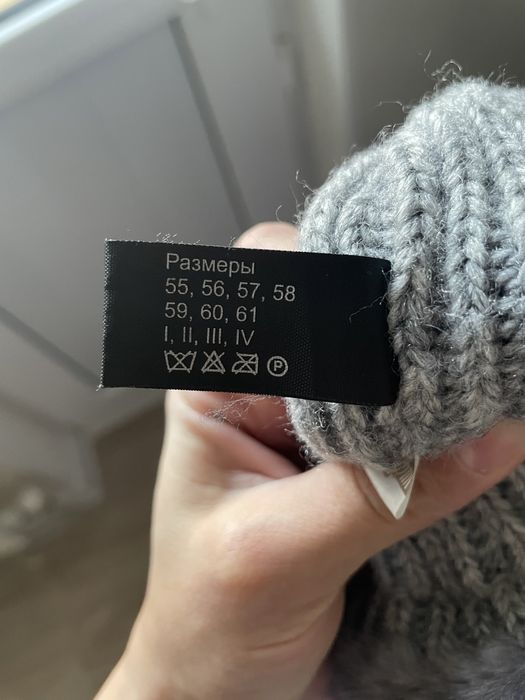 Размеры
55, 56, 57, 58
59, 60, 61
I, II, III, IV
P